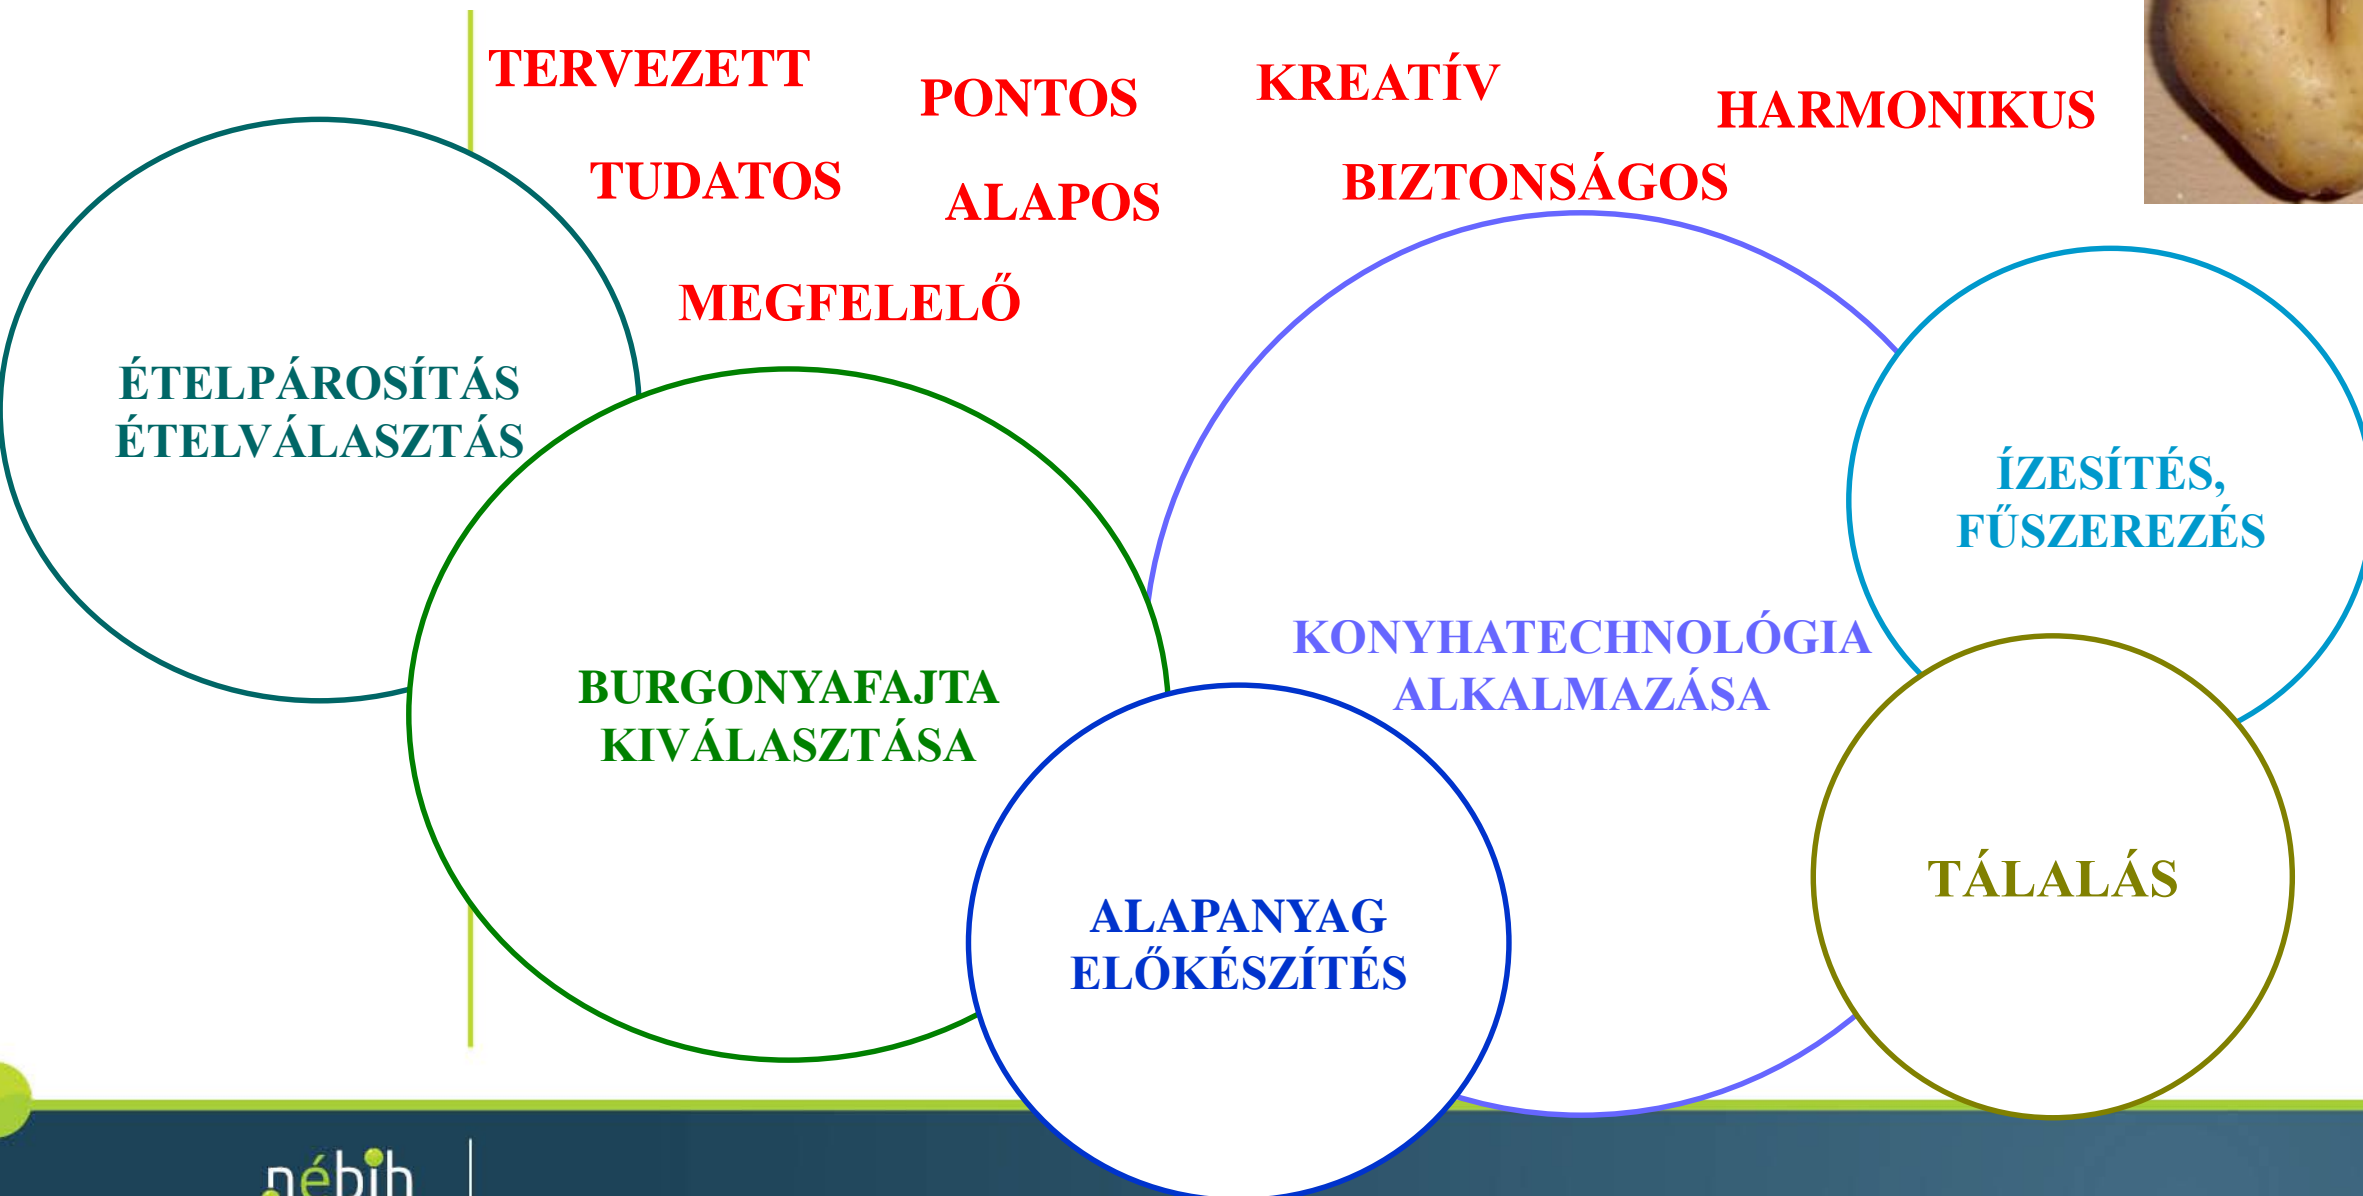 TERVEZETT
PONTOS
KREATÍV
HARMONIKUS
TUDATOS
ALAPOS
BIZTONSÁGOS
MEGFELELŐ
ÉTELPÁROSÍTÁS
ÉTELVÁLASZTÁS
BURGONYAFAJTA
KIVÁLASZTÁSA
ALAPANYAG
ELŐKÉSZÍTÉS
KONYHATECHNOLÓGIA
ALKALMAZÁSA
ÍZESÍTÉS,
FŰSZEREZÉS
TÁLALÁS
nébih